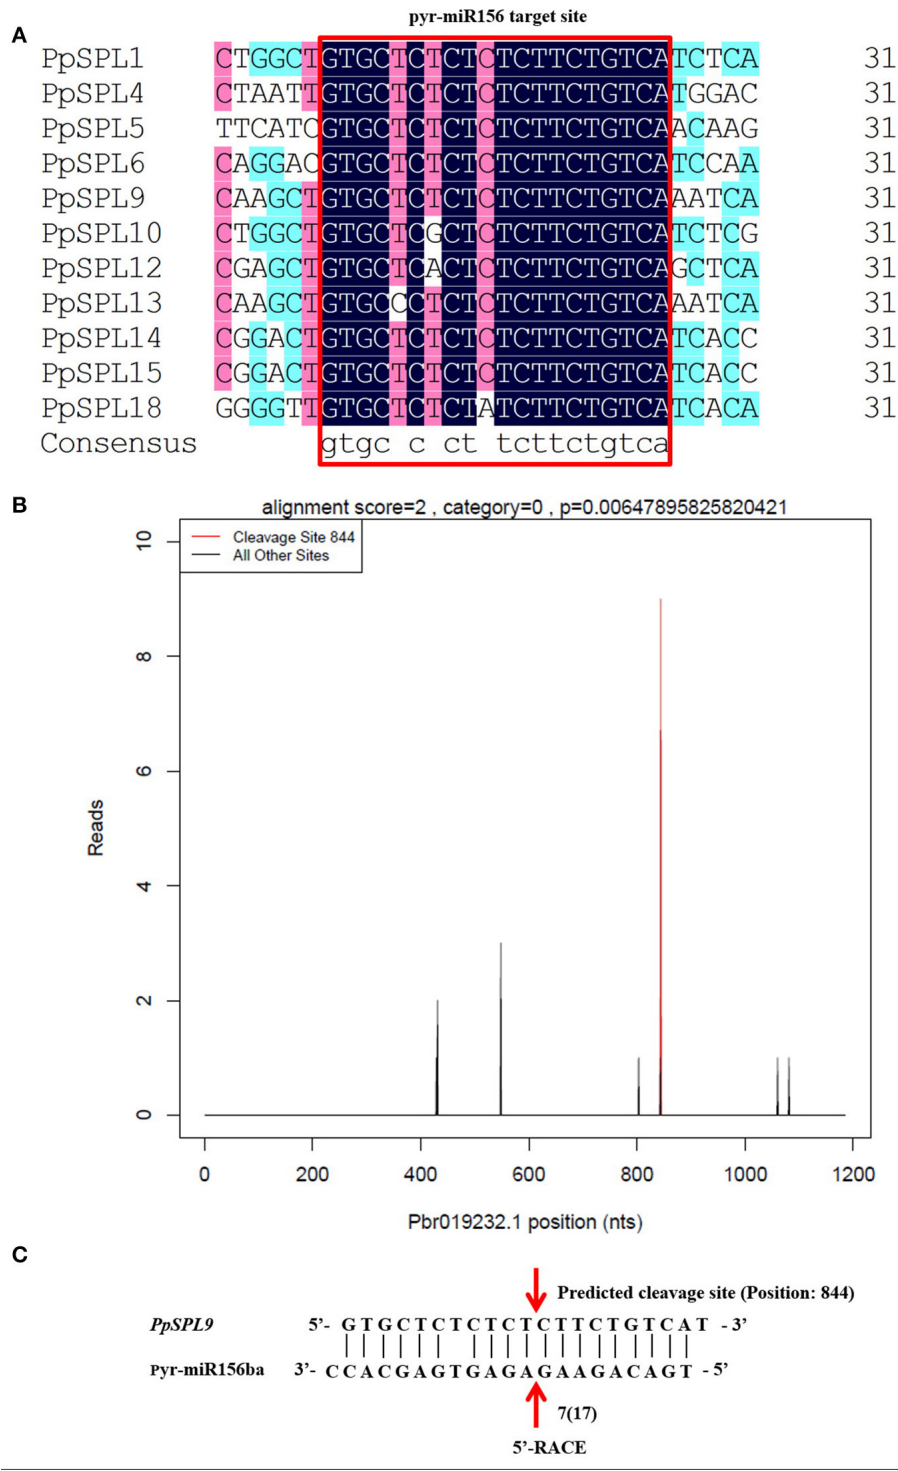 pyr-miR156 target site
A
PpSPL1 CTGGCTGTGCTCTCTCTCTTCTGTCATCTCA 31
PpSPL4 CTAATTGTGCTCTCTCTCTTCTGTCATGGAC 31
PpSPL5 TTCATCGTGCTCTCTCTCTTCTGTCAACAAG 31
PpSPL6 CAGGACGTGCTCTCTCTCTTCTGTCATCCAA 31
PpSPL9 CAAGCTGTGCTCTCTCTCTTCTGTCAAATCA 31
PpSPL10 CTGGCTGTGCTCGCTCTCTTCTGTCATCTCG 31
PpSPL12 CGAGCTGTGCTCACTCTCTTCTGTCAGCTCA 31
PpSPL13 CAAGCTGTGCCCTCTCTCTTCTGTCAAATCA 31
PpSPL14 CGGACTGTGCTCTCTCTCTTCTGTCATCACC 31
PpSPL15 CGGACTGTGCTCTCTCTCTTCTGTCATCACC 31
PpSPL18 GGGGTTGTGCTCTCTATCTTCTGTCATCACA 31
Consensus gtgc c ct tcttctgtca
B
alignment score=2 , category=0 , p=0.00647895825820421
Cleavage Site 844
All Other Sites
10
8
6
4
2
0
Reads
0 200 400 600 800 1000 1200
Pbr019232.1 position (nts)
C
Predicted cleavage site (Position: 844)
PpSPL9 5’- G T G C T C T C T C T C T T C T G T C A T - 3’
Pyr-miR156ba 3’- C C A C G A G T G A G A G A A G A C A G T - 5’
7(17)
5’-RACE